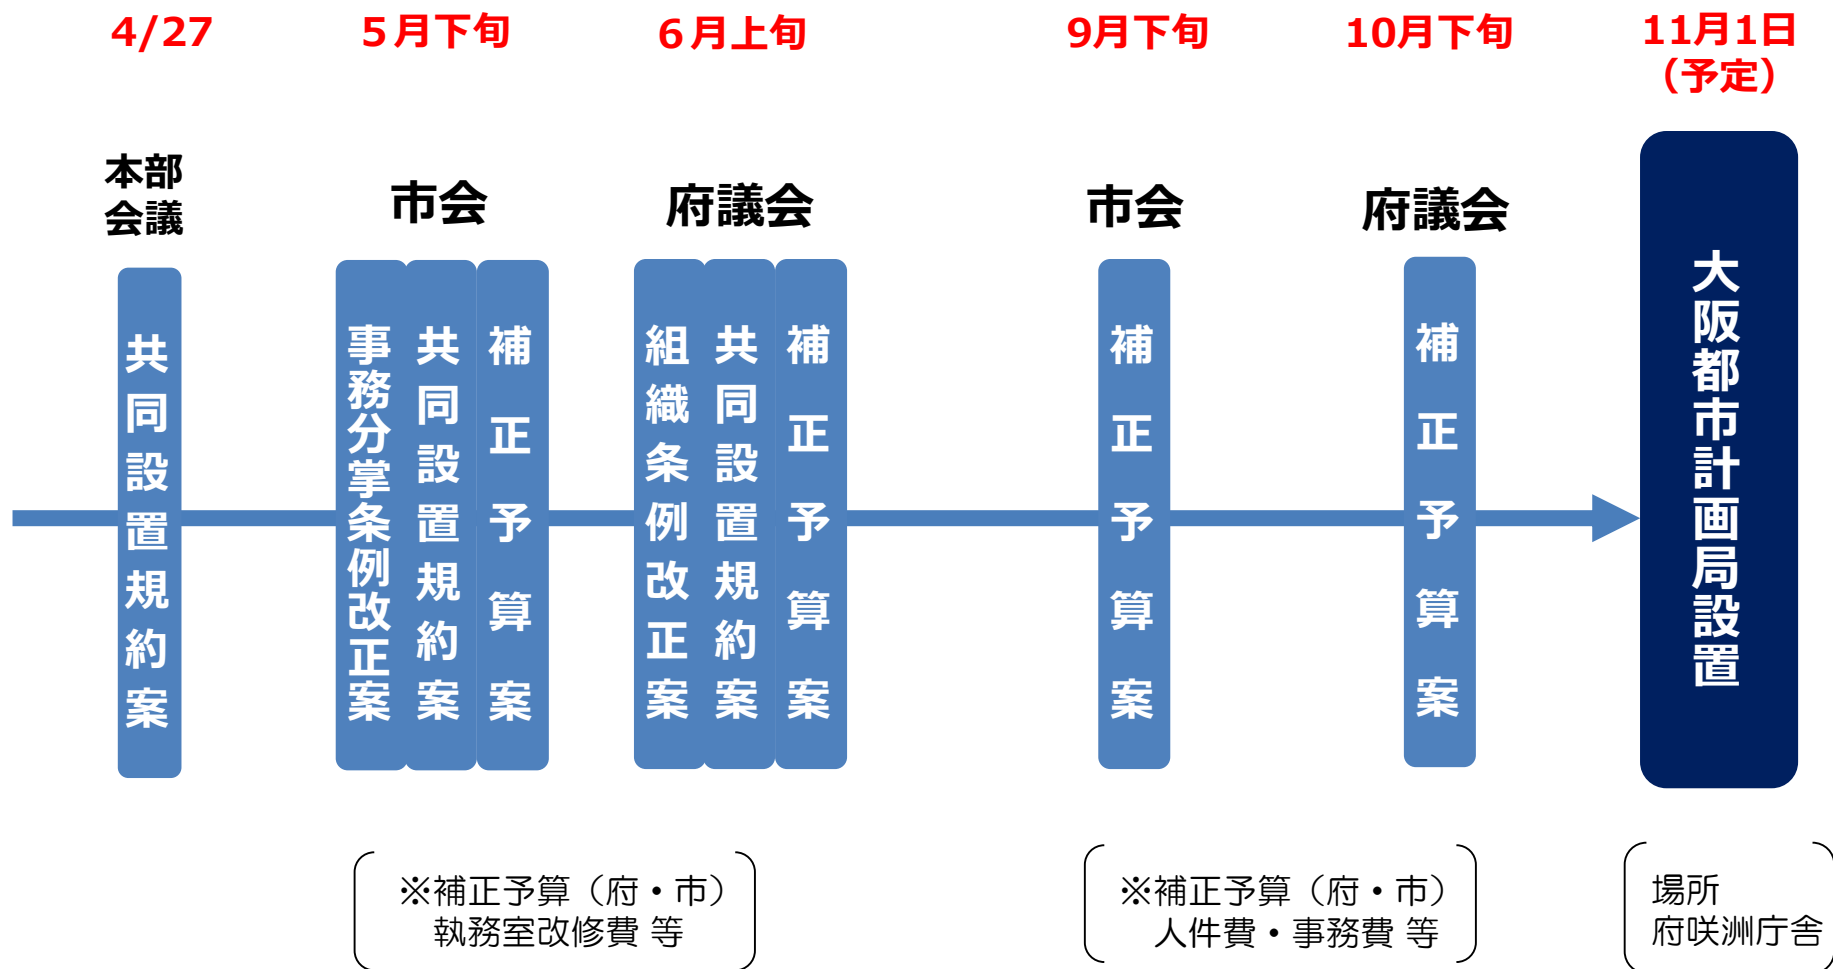 4/27
５月下旬
６月上旬
9月下旬
10月下旬
11月1日
（予定）
本部
会議
市会
府議会
市会
府議会
共同設置規約案
事務分掌条例改正案
共同設置規約案
補正予算案
組織条例改正案
共同設置規約案
補正予算案
補正予算案
補正予算案
大阪都市計画局設置
※補正予算（府・市）
執務室改修費 等
※補正予算（府・市）
人件費・事務費 等
場所
府咲洲庁舎